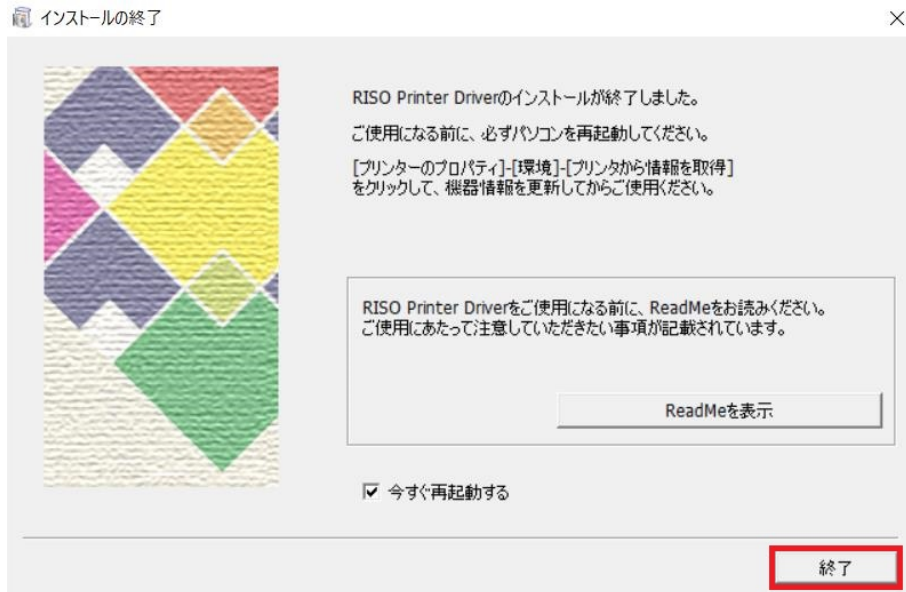 インストールの終了
RISO Printer Driverのインストールが終了しました。
ご使用になる前に、必ずパソコンを再起動してください。
[プリンターのプロパティ]-[環境]-[プリンタから情報を取得]
をクリックして、機器情報を更新してからご使用ください。
RISO Printer Driverをご使用になる前に、ReadMeをお読みください。
ご使用にあたって注意していただきたい事項が記載されています。
ReadMeを表示
今すぐ再起動する
終了